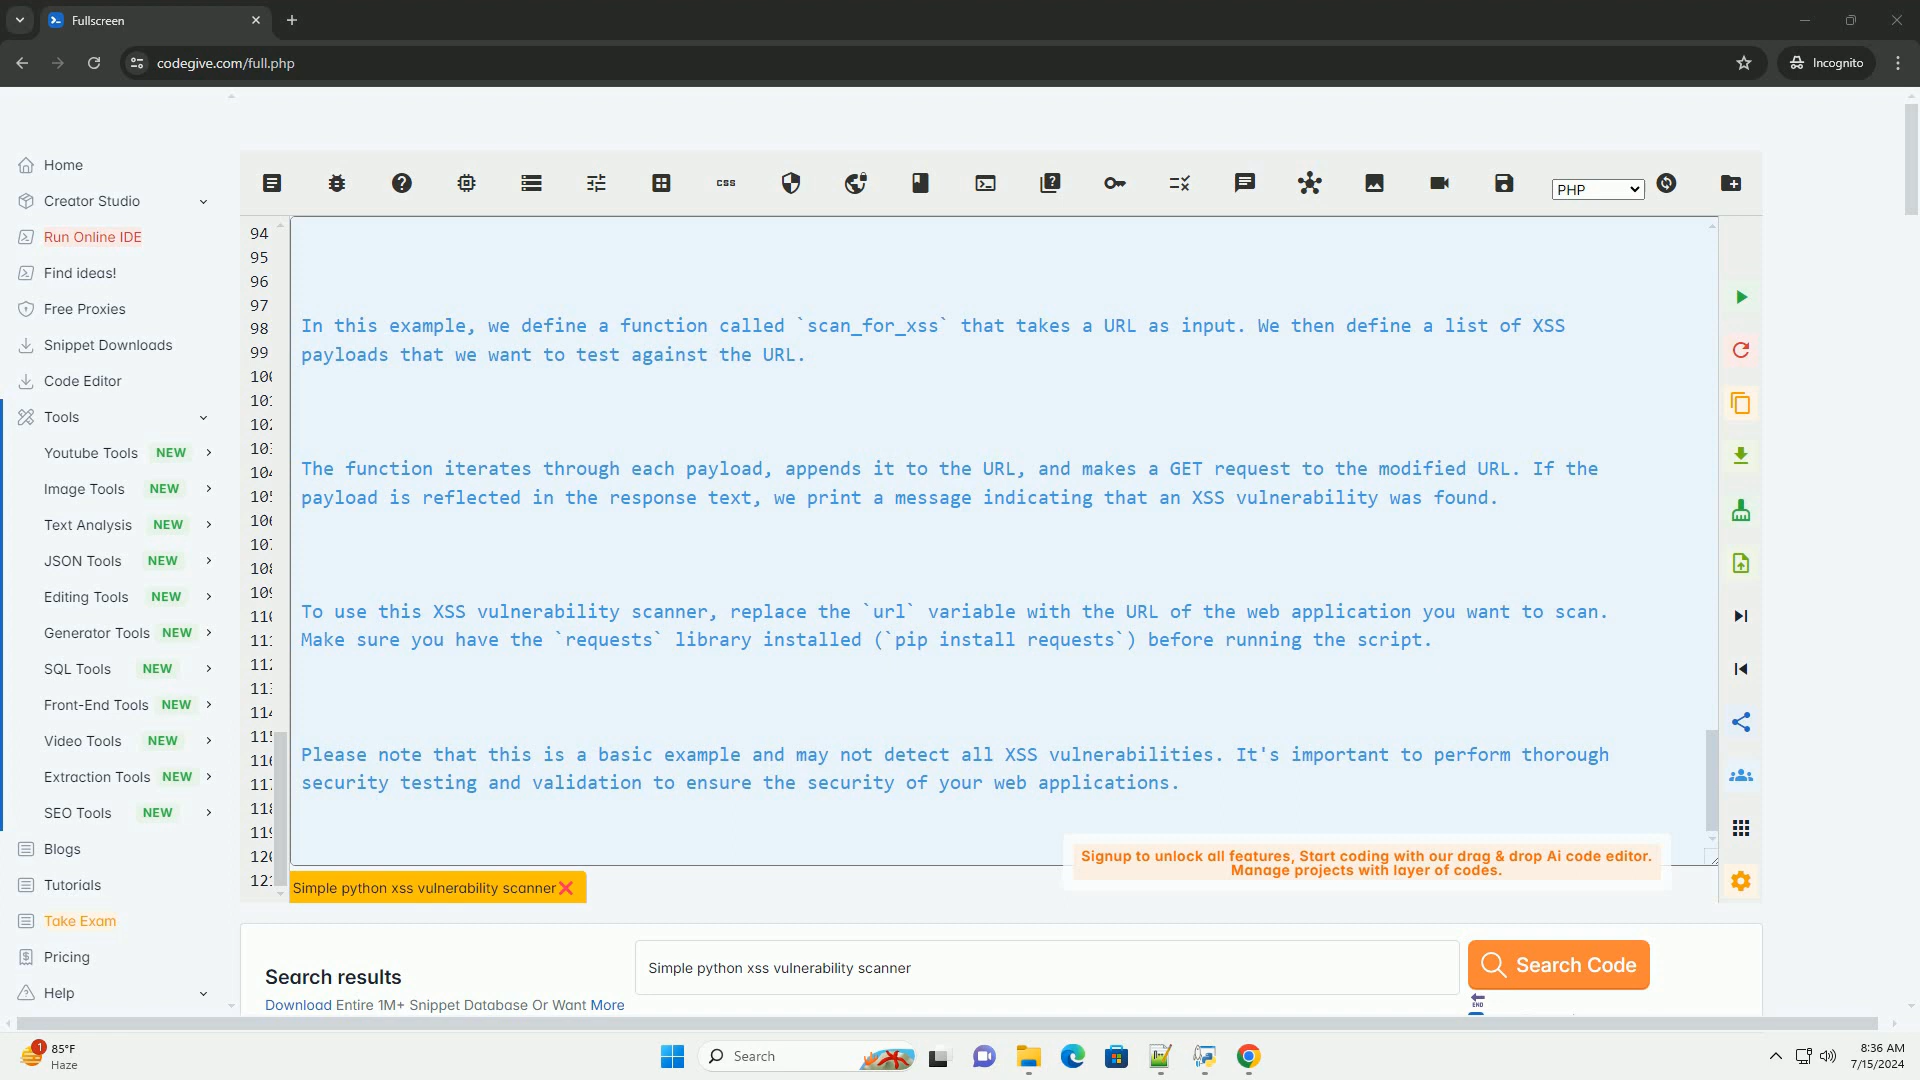 Fullscreen
codegive.com/full.php
Incognito
Home
Creator Studio
Run Online IDE
Find ideas!
Free Proxies
Snippet Downloads
Code Editor
Tools
Youtube Tools NEW
Image Tools NEW
Text Analysis NEW
JSON Tools NEW
Editing Tools NEW
Generator Tools NEW
SQL Tools NEW
Front-End Tools NEW
Video Tools NEW
Extraction Tools NEW
SEO Tools NEW
Blogs
Tutorials
Take Exam
Pricing
Help
css
PHP
94
95
96
97
98
99
In this example, we define a function called `scan_for_xss` that takes a URL as input. We then define a list of XSS
payloads that we want to test against the URL.
The function iterates through each payload, appends it to the URL, and makes a GET request to the modified URL. If the
payload is reflected in the response text, we print a message indicating that an XSS vulnerability was found.
To use this XSS vulnerability scanner, replace the `url` variable with the URL of the web application you want to scan.
Make sure you have the `requests` library installed (`pip install requests`) before running the script.
Please note that this is a basic example and may not detect all XSS vulnerabilities. It's important to perform thorough
security testing and validation to ensure the security of your web applications.
Signup to unlock all features, Start coding with our drag & drop Ai code editor.
Manage projects with layer of codes.
Simple python xss vulnerability scanner
Search results
Download Entire 1M+ Snippet Database Or Want More
Simple python xss vulnerability scanner
Search Code
END
1
85°F
Haze
Search
8:36 AM
7/15/2024